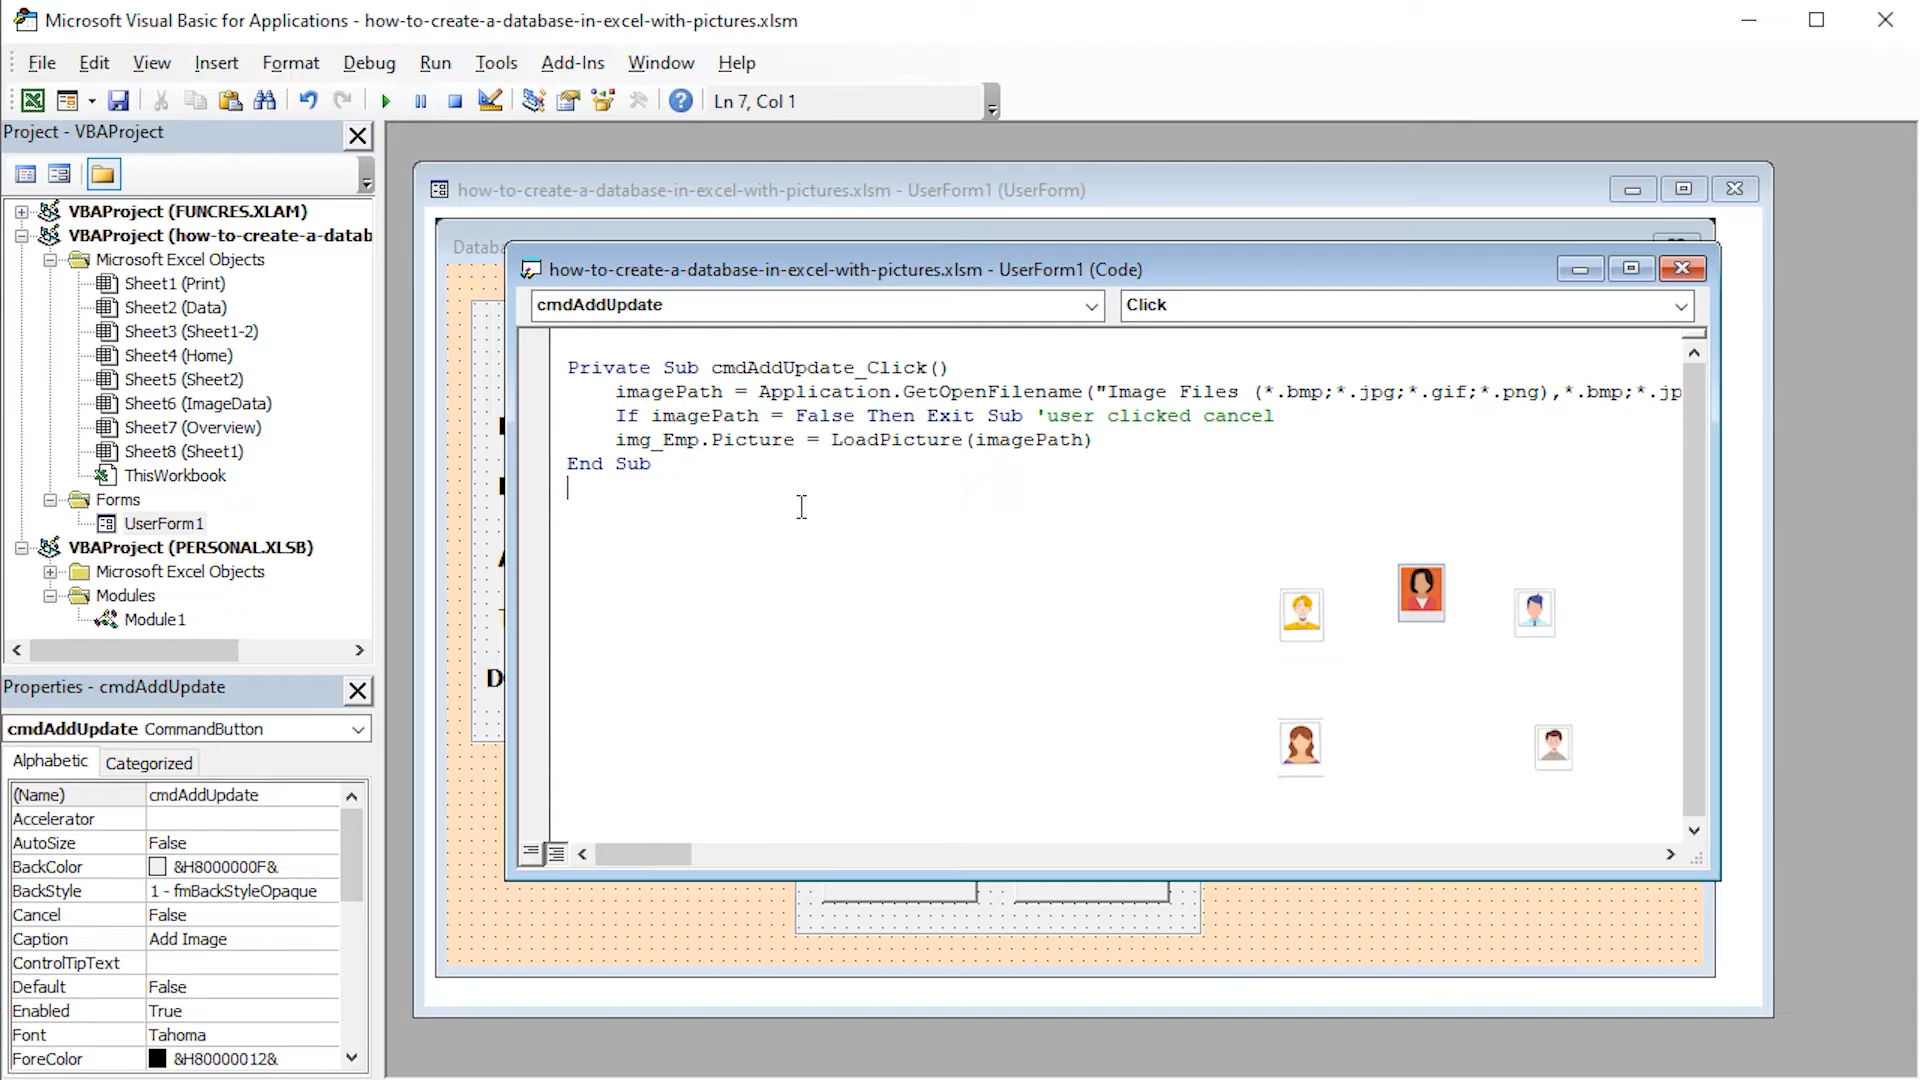 Microsoft Visual Basic for Applications - how-to-create-a-database-in-excel-with-pictures.xlsm
File Edit View Insert Format Debug Run Tools Add-Ins Window Help
Ln 7, Col 1
Project - VBAProject
VBAProject (FUNCRES.XLAM)
VBAProject (how-to-create-a-datab
Microsoft Excel Objects
Sheet1 (Print)
Sheet2 (Data)
Sheet3 (Sheet1-2)
Sheet4 (Home)
Sheet5 (Sheet2)
Sheet6 (ImageData)
Sheet7 (Overview)
Sheet8 (Sheet1)
ThisWorkbook
Forms
UserForm1
VBAProject (PERSONAL.XLSB)
Microsoft Excel Objects
Modules
Module1
Properties - cmdAddUpdate
cmdAddUpdate CommandButton
Alphabetic Categorized
(Name) cmdAddUpdate
Accelerator
AutoSize False
BackColor &H8000000F&
BackStyle 1 - fmBackStyleOpaque
Cancel False
Caption Add Image
ControlTipText
Default False
Enabled True
Font Tahoma
ForeColor &H80000012&
how-to-create-a-database-in-excel-with-pictures.xlsm - UserForm1 (UserForm)
Databa
how-to-create-a-database-in-excel-with-pictures.xlsm - UserForm1 (Code)
cmdAddUpdate Click
Private Sub cmdAddUpdate_Click()
imagePath = Application.GetOpenFilename("Image Files (*.bmp;*.jpg;*.gif;*.png),*.bmp;*.jp
If imagePath = False Then Exit Sub 'user clicked cancel
img_Emp.Picture = LoadPicture(imagePath)
End Sub